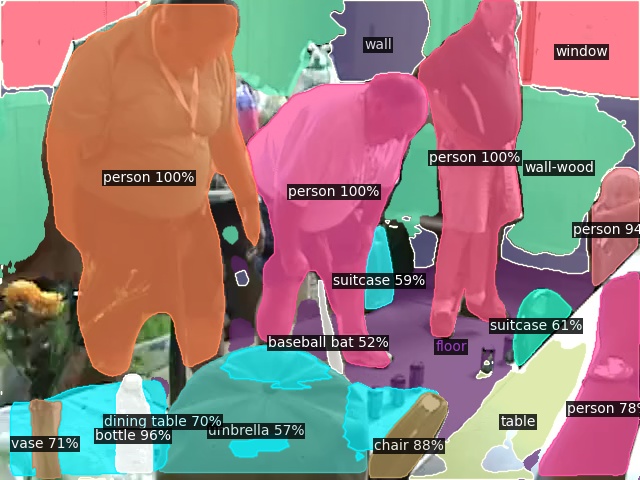 wall
window
person 100%
wall-wood
person 100%
person 100%
person 94
suitcase 59%
suitcase 61%
baseball bat 52%
floor
person 78%
dining table 70%
table
umbrella 57%
bottle 96%
vase 71%
chair 88%